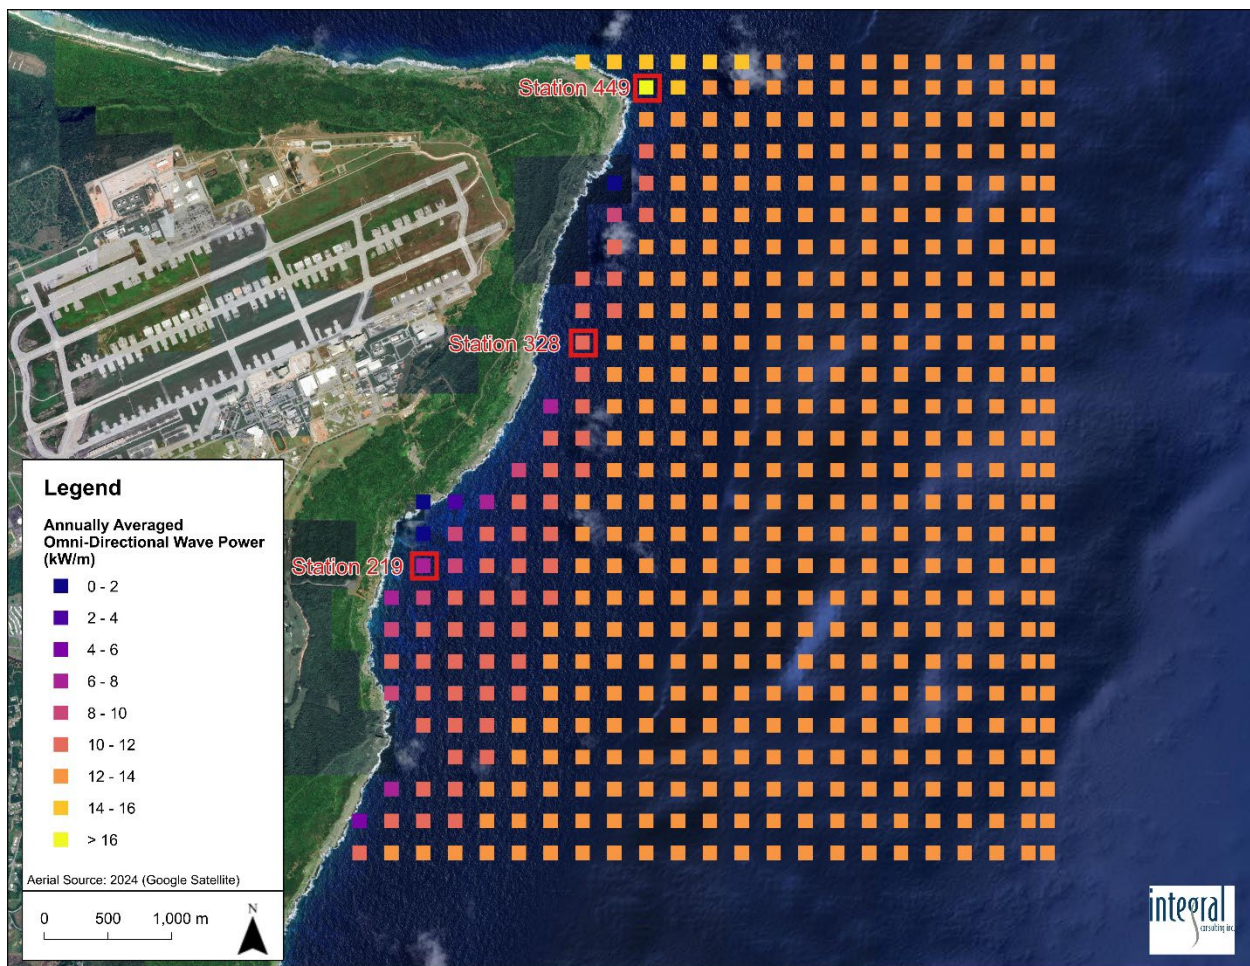 Station 449
Station 328
Station 219
Legend
Annually Averaged
Omni-Directional Wave Power
(kW/m)
0 - 2
2 - 4
4 - 6
6 - 8
8 - 10
10 - 12
12 - 14
14 - 16
> 16
Aerial Source: 2024 (Google Satellite)
0 500 1,000 m
N
integral
consulting inc.